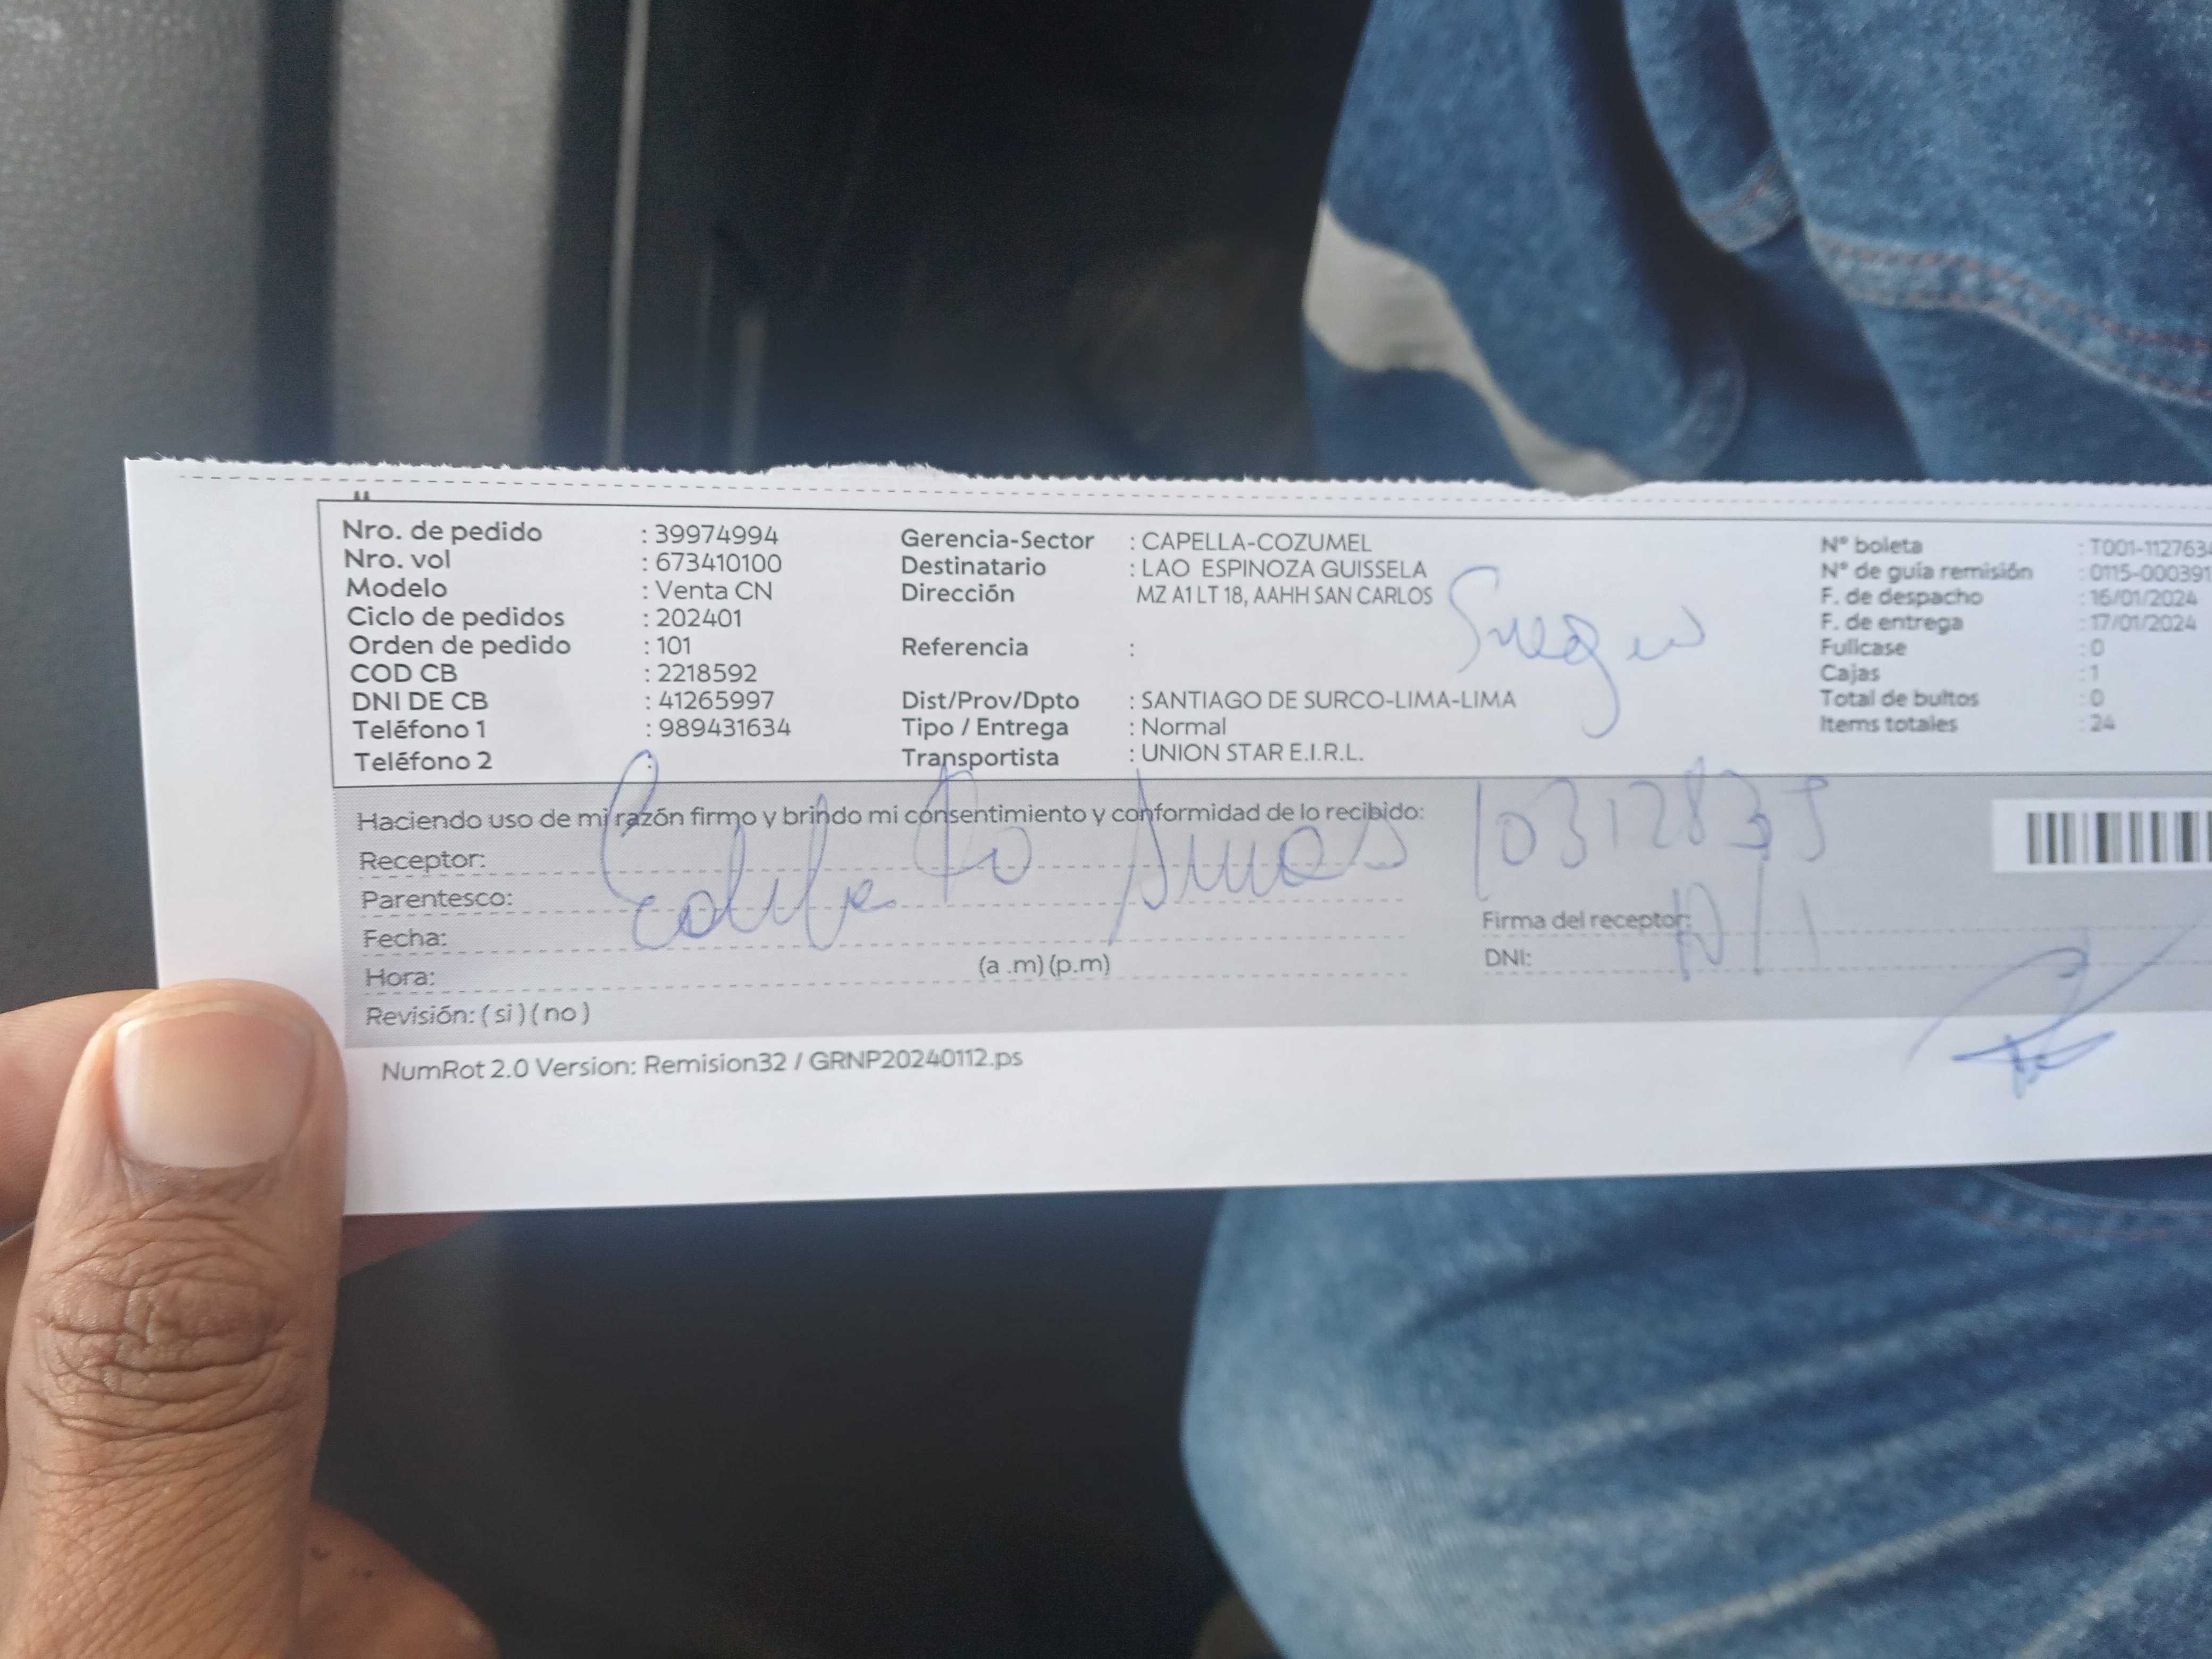 Nro. de pedido : 39974994
Nro. vol : 673410100
Modelo : Venta CN
Ciclo de pedidos : 202401
Orden de pedido : 101
COD CB : 2218592
DNI DE CB : 41265997
Teléfono 1 : 989431634
Teléfono 2 :
Gerencia-Sector : CAPELLA-COZUMEL
Destinatario : LAO ESPINOZA GUISSELA
Dirección MZ A1 LT 18, AAHH SAN CARLOS
Referencia :
Dist/Prov/Dpto : SANTIAGO DE SURCO-LIMA-LIMA
Tipo / Entrega : Normal
Transportista : UNION STAR E.I.R.L.
N° boleta : T001-1127634
N° de guía remisión : 0115-000391
F. de despacho : 16/01/2024
F. de entrega : 17/01/2024
Fullcase : 0
Cajas : 1
Total de bultos : 0
Items totales : 24
Haciendo uso de mi razón firmo y brindo mi consentimiento y conformidad de lo recibido:
Receptor:
Parentesco:
Fecha:
Hora: (a .m) (p.m)
Revisión: ( si ) ( no )
Firma del receptor:
DNI:
NumRot 2.0 Version: Remision32 / GRNP20240112.ps